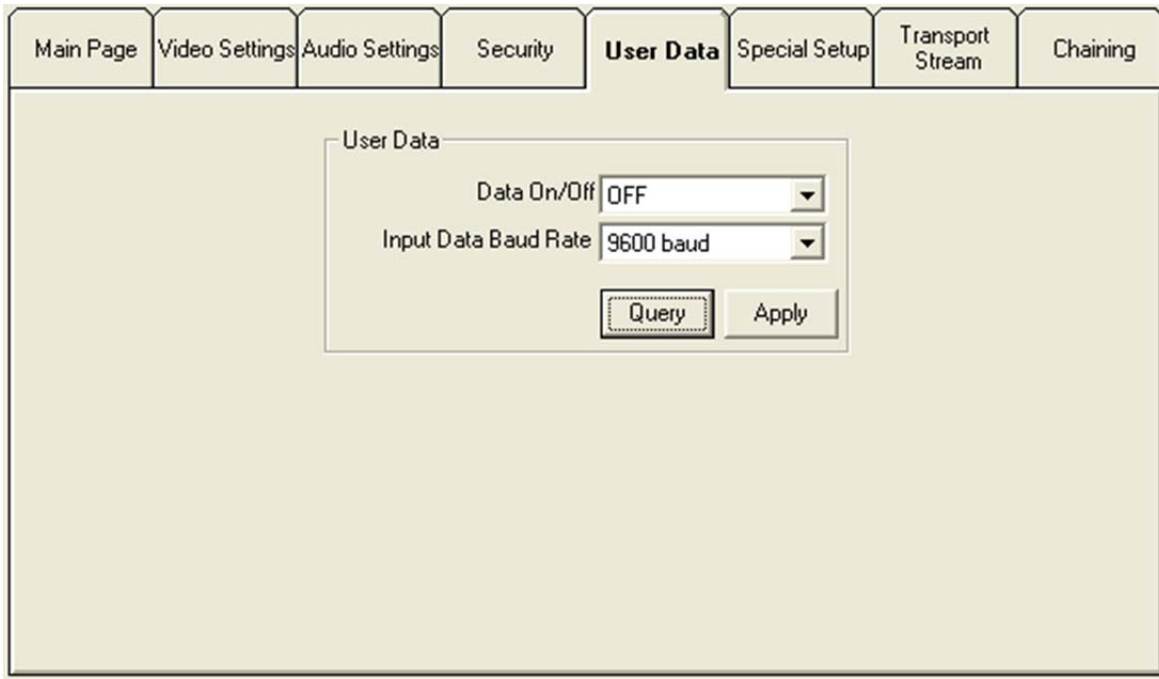 Main Page
Video Settings
Audio Settings
Security
User Data
Special Setup
Transport
Stream
Chaining
User Data
Data On/Off
OFF
Input Data Baud Rate
9600 baud
Query
Apply